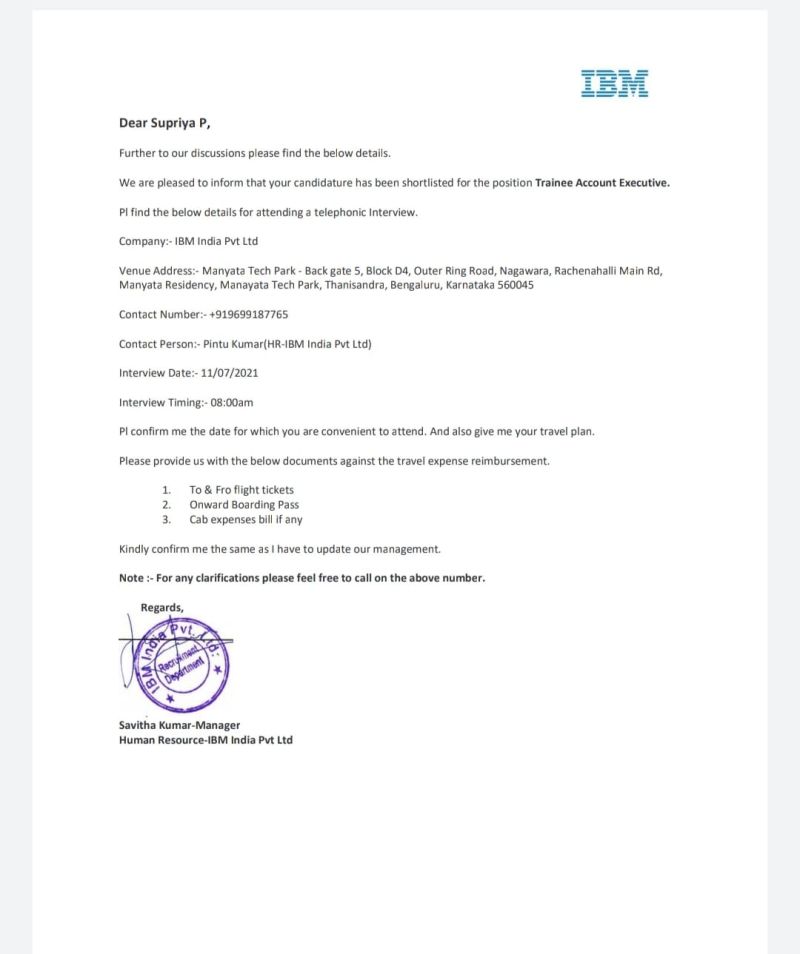 IBM
Dear Supriya P,
Further to our discussions please find the below details.
We are pleased to inform that your candidature has been shortlisted for the position Trainee Account Executive.
Pl find the below details for attending a telephonic Interview.
Company:- IBM India Pvt Ltd
Venue Address:- Manyata Tech Park - Back gate 5, Block D4, Outer Ring Road, Nagawara, Rachenahalli Main Rd,
Manyata Residency, Manayata Tech Park, Thanisandra, Bengaluru, Karnataka 560045
Contact Number:- +919699187765
Contact Person:- Pintu Kumar(HR-IBM India Pvt Ltd)
Interview Date:- 11/07/2021
Interview Timing:- 08:00am
Pl confirm me the date for which you are convenient to attend. And also give me your travel plan.
Please provide us with the below documents against the travel expense reimbursement.
1. To & Fro flight tickets
2. Onward Boarding Pass
3. Cab expenses bill if any
Kindly confirm me the same as I have to update our management.
Note :- For any clarifications please feel free to call on the above number.
Regards,
IBM India Pvt. Ltd.
Recruitment
Department
Savitha Kumar-Manager
Human Resource-IBM India Pvt Ltd